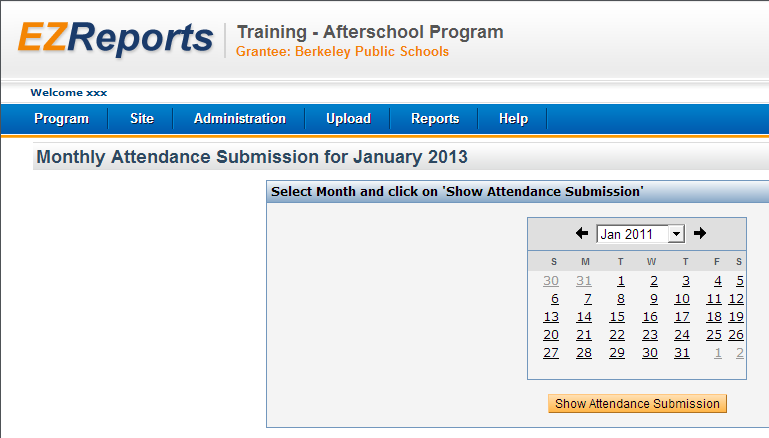 EZReports
Training - Afterschool Program
Grantee: Berkeley Public Schools
Welcome xxx
Program Site Administration Upload Reports Help
Monthly Attendance Submission for January 2013
Select Month and click on 'Show Attendance Submission'
Jan 2011
S M T W T F S
30 31 1 2 3 4 5
6 7 8 9 10 11 12
13 14 15 16 17 18 19
20 21 22 23 24 25 26
27 28 29 30 31 1 2
Show Attendance Submission